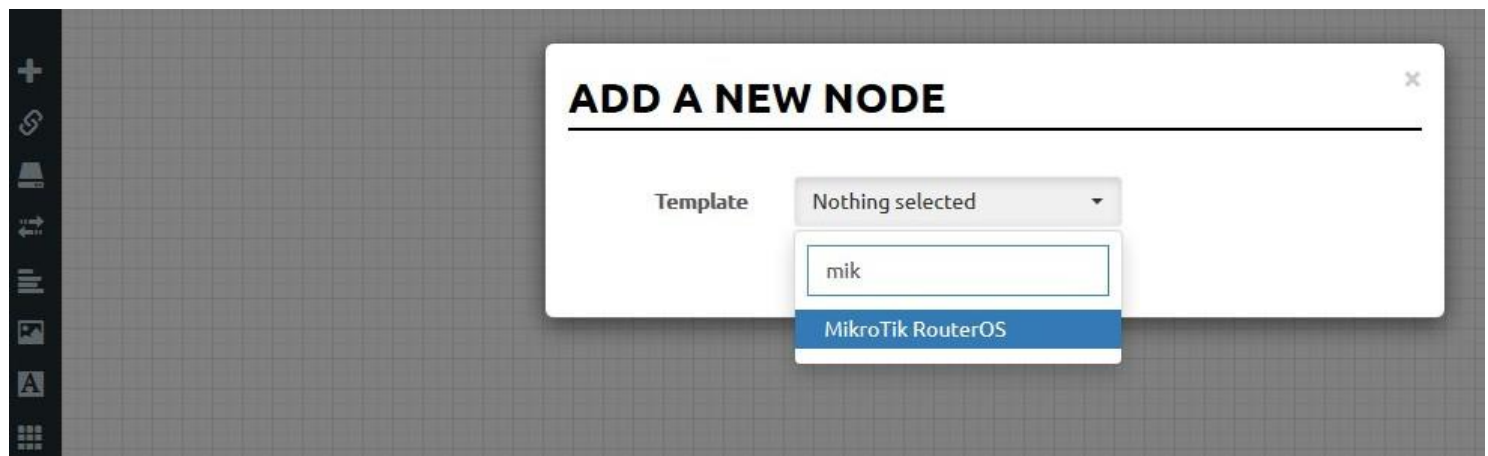 ADD A NEW NODE
×
Template
Nothing selected
mik
MikroTik RouterOS
A